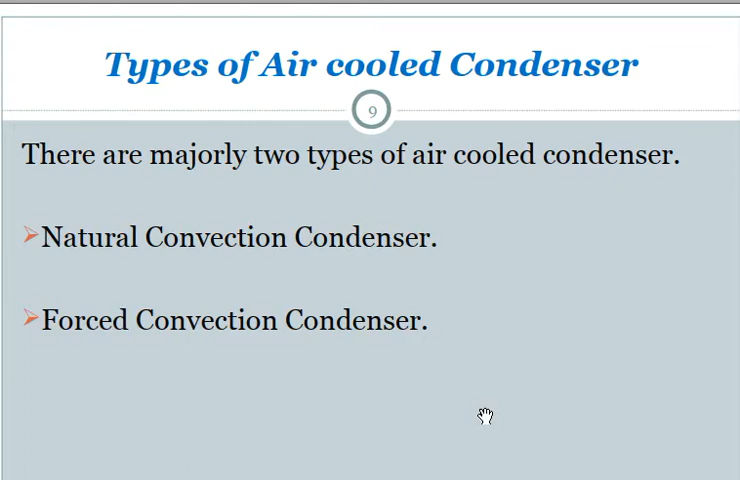 Types of Air cooled Condenser
9
There are majorly two types of air cooled condenser.
Natural Convection Condenser.
Forced Convection Condenser.